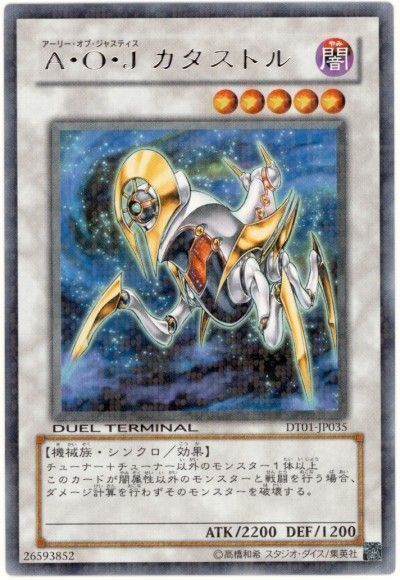 アーリー・オブ・ジャスティス
A・O・J カタストル
やみ
闇
DUEL TERMINAL
DT01-JP035
【機械族・シンクロ/効果】
チューナー+チューナー以外のモンスター1体以上
このカードが闇属性以外のモンスターと戦闘を行う場合、
ダメージ計算を行わずそのモンスターを破壊する。
ATK/2200 DEF/1200
26593852
©高橋和希 スタジオ・ダイス/集英社